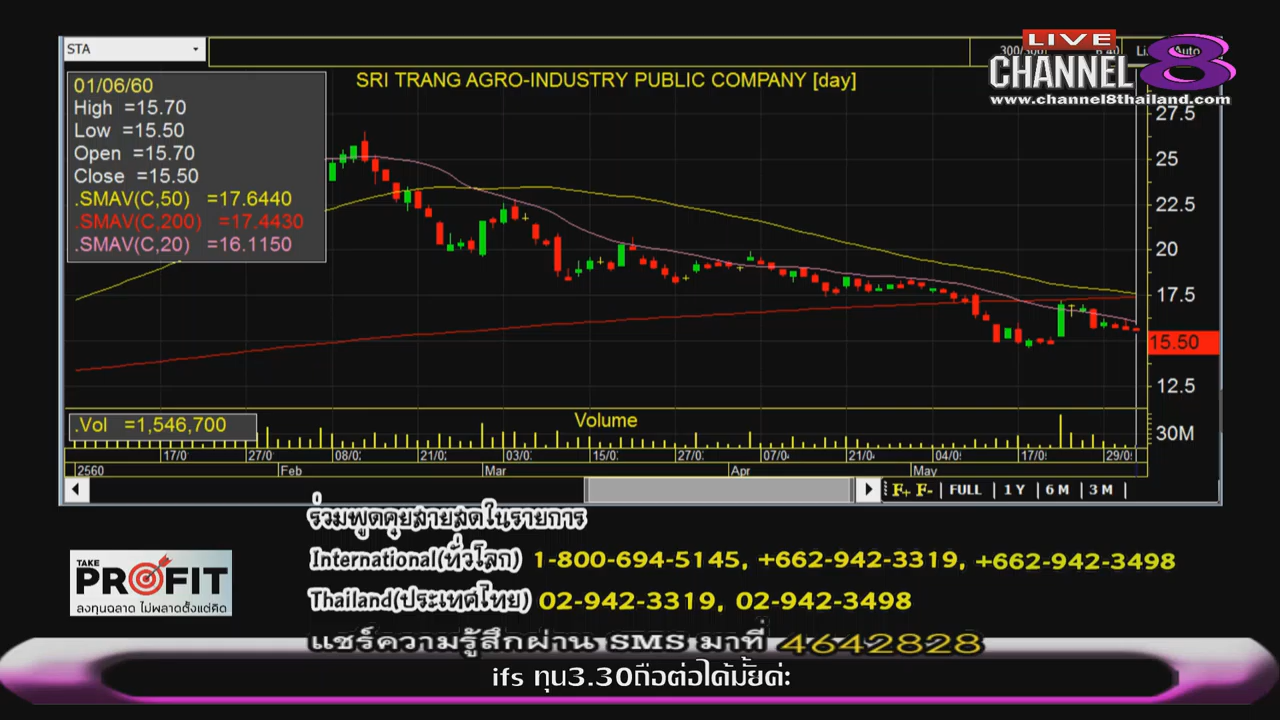 STA
300/300
6.40
Li
Auto
LIVE
CHANNEL 8
www.channel8thailand.com
SRI TRANG AGRO-INDUSTRY PUBLIC COMPANY [day]
01/06/60
High =15.70
Low =15.50
Open =15.70
Close =15.50
.SMAV(C,50) =17.6440
.SMAV(C,200) =17.4430
.SMAV(C,20) =16.1150
27.5
25
22.5
20
17.5
15.50
12.5
.Vol =1,546,700
Volume
30M
17/0 27/0 08/0 21/0 03/0 15/0 27/0 07/0 21/0 04/0 17/0 29/0
2560 Feb Mar Apr May
F+ F- | FULL | 1 Y | 6 M | 3 M |
ร่วมพูดคุยสายสดในรายการ
International(ทั่วโลก) 1-800-694-5145, +662-942-3319, +662-942-3498
Thailand(ประเทศไทย) 02-942-3319, 02-942-3498
TAKE
PROFIT
ลงทุนฉลาด ไม่พลาดตั้งแต่คิด
แชร์ความรู้สึกผ่าน SMS มาที่ 4642828
ifs ทุน3.30ถือต่อได้มั้ยค่ะ